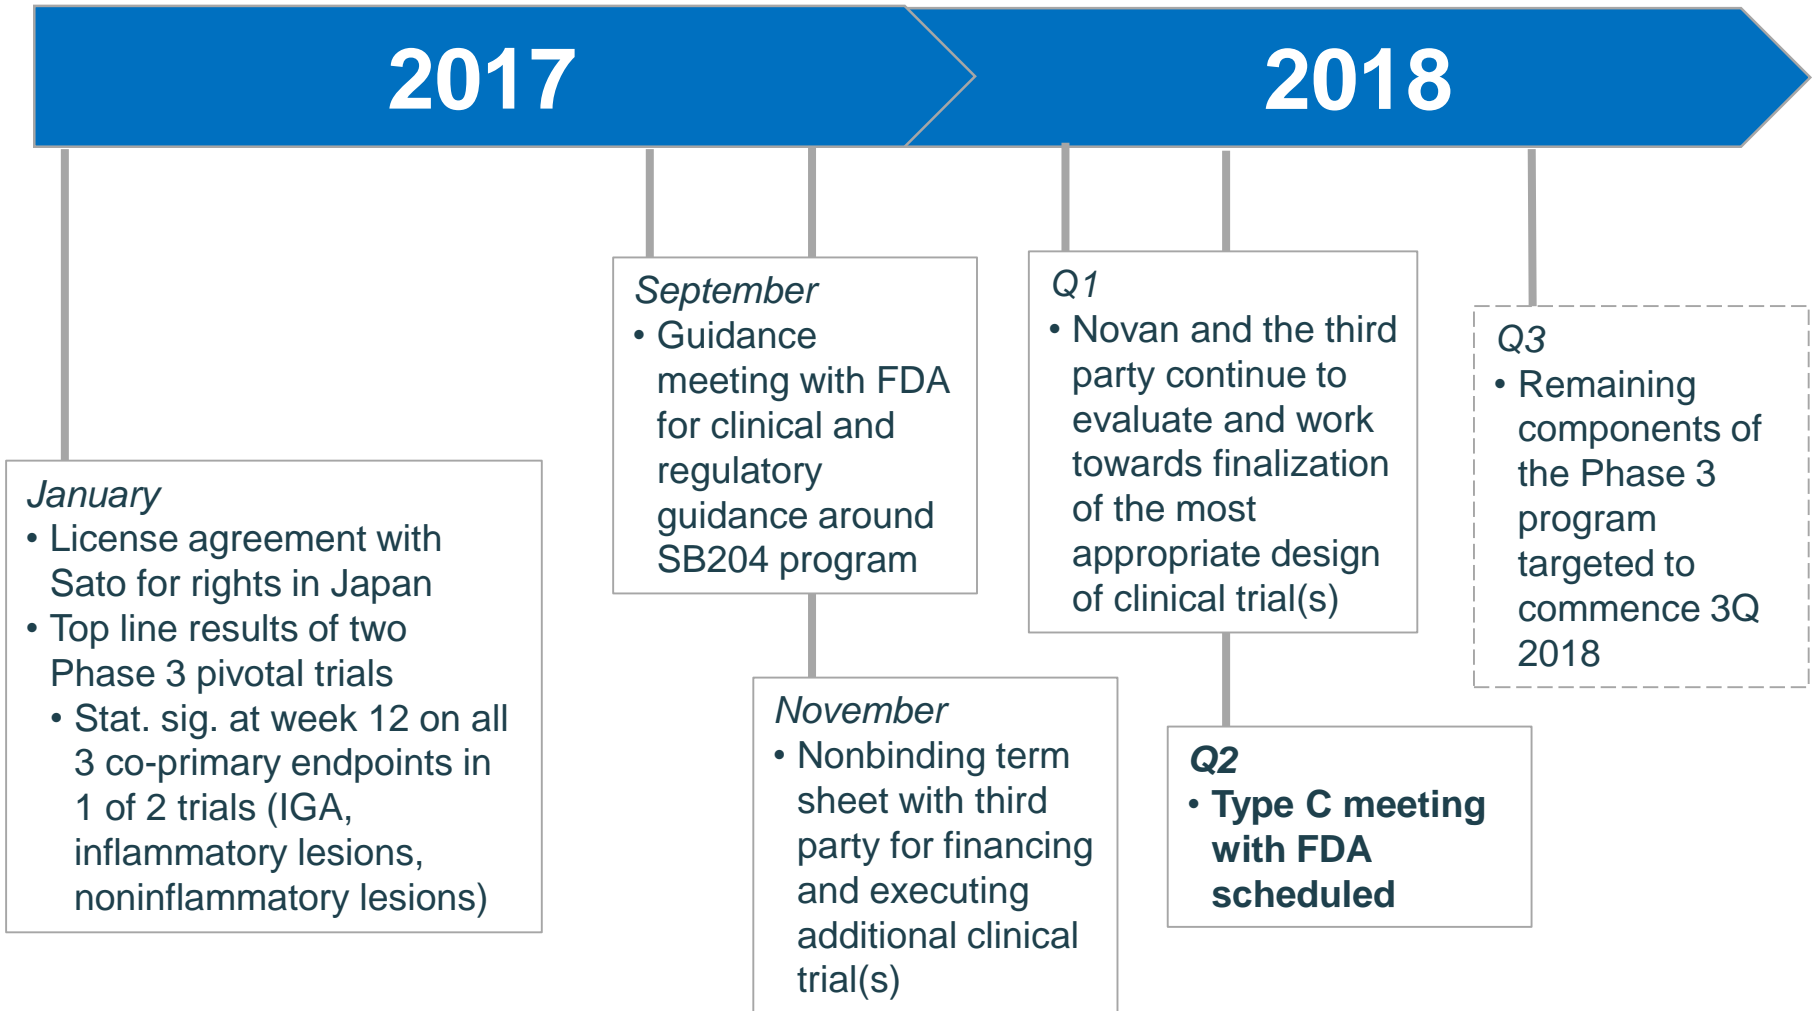 2017
2018
January
• License agreement with
Sato for rights in Japan
• Top line results of two
Phase 3 pivotal trials
• Stat. sig. at week 12 on all
3 co-primary endpoints in
1 of 2 trials (IGA,
inflammatory lesions,
noninflammatory lesions)
September
• Guidance
meeting with FDA
for clinical and
regulatory
guidance around
SB204 program
November
• Nonbinding term
sheet with third
party for financing
and executing
additional clinical
trial(s)
Q1
• Novan and the third
party continue to
evaluate and work
towards finalization
of the most
appropriate design
of clinical trial(s)
Q2
• Type C meeting
with FDA
scheduled
Q3
• Remaining
components of
the Phase 3
program
targeted to
commence 3Q
2018